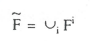 F̃ = ∪ᵢ Fⁱ